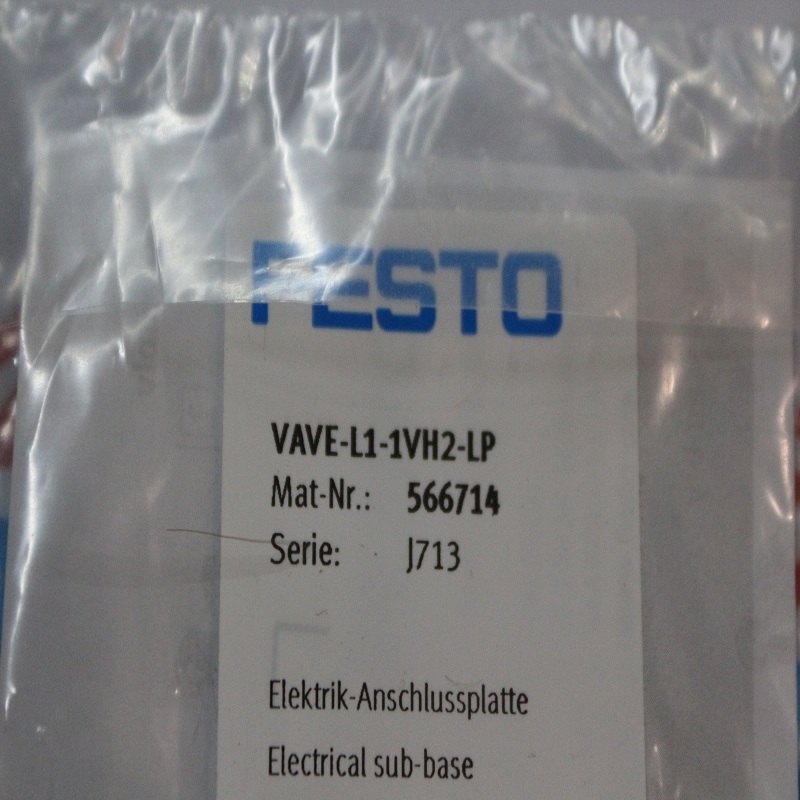 FESTO
VAVE-L1-1VH2-LP
Mat-Nr.: 566714
Serie: J713
Elektrik-Anschlussplatte
Electrical sub-base